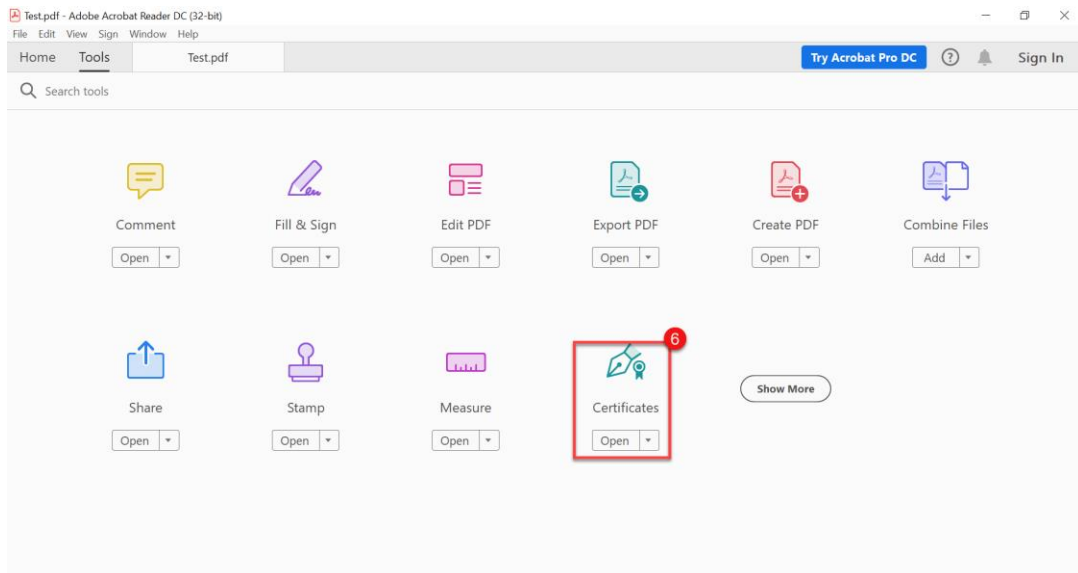 Test.pdf - Adobe Acrobat Reader DC (32-bit)
File Edit View Sign Window Help
Home Tools Test.pdf Try Acrobat Pro DC ? Sign In
Search tools
Comment Fill & Sign Edit PDF Export PDF Create PDF Combine Files
Open Open Open Open Open Add
6
Share Stamp Measure Certificates Show More
Open Open Open Open